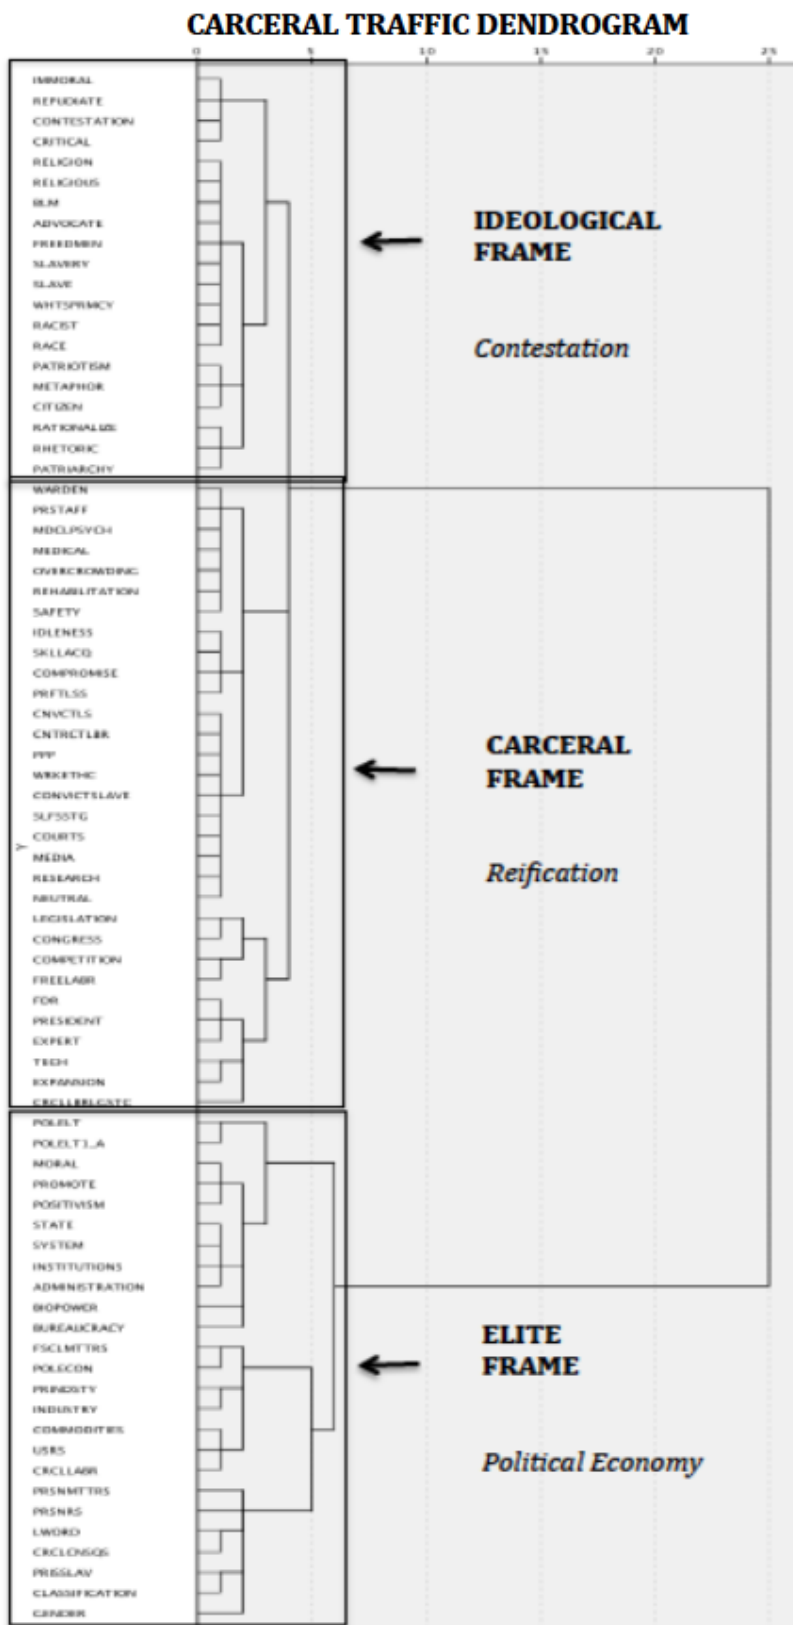 CARCERAL TRAFFIC DENDROGRAM
0 5 10 15 20 25
IMMORAL
REPUDIATE
CONTESTATION
CRITICAL
RELIGION
RELIGIOUS
BLM
ADVOCATE
FREEDMEN
SLAVERY
SLAVE
WHTSPRMCY
RACIST
RACE
PATRIOTISM
METAPHOR
CITIZEN
RATIONALIZE
RHETORIC
PATRIARCHY
IDEOLOGICAL
FRAME
Contestation
WARDEN
PRSTAFF
MDCLPSYCH
MEDICAL
OVERCROWDING
REHABILITATION
SAFETY
IDLENESS
SKLLACQ
COMPROMISE
PRFTLSS
CNVCTLS
CNTRCTLBR
PPP
WRKETHC
CONVICTSLAVE
SLFSSTG
COURTS
MEDIA
RESEARCH
NEUTRAL
LEGISLATION
CONGRESS
COMPETITION
FREELABR
FDR
PRESIDENT
EXPERT
TECH
EXPANSION
Y
CARCERAL
FRAME
Reification
POLELT
POLELT1_A
MORAL
PROMOTE
POSITIVISM
STATE
SYSTEM
INSTITUTIONS
ADMINISTRATION
BIOPOWER
BUREAUCRACY
FSCLMTTRS
POLECON
PRINDSTY
INDUSTRY
COMMODITIES
USRS
CRCLLABR
PRSNMTTRS
PRSNRS
LWORD
CRCLCNSQS
PRISSLAV
CLASSIFICATION
GENDER
ELITE
FRAME
Political Economy